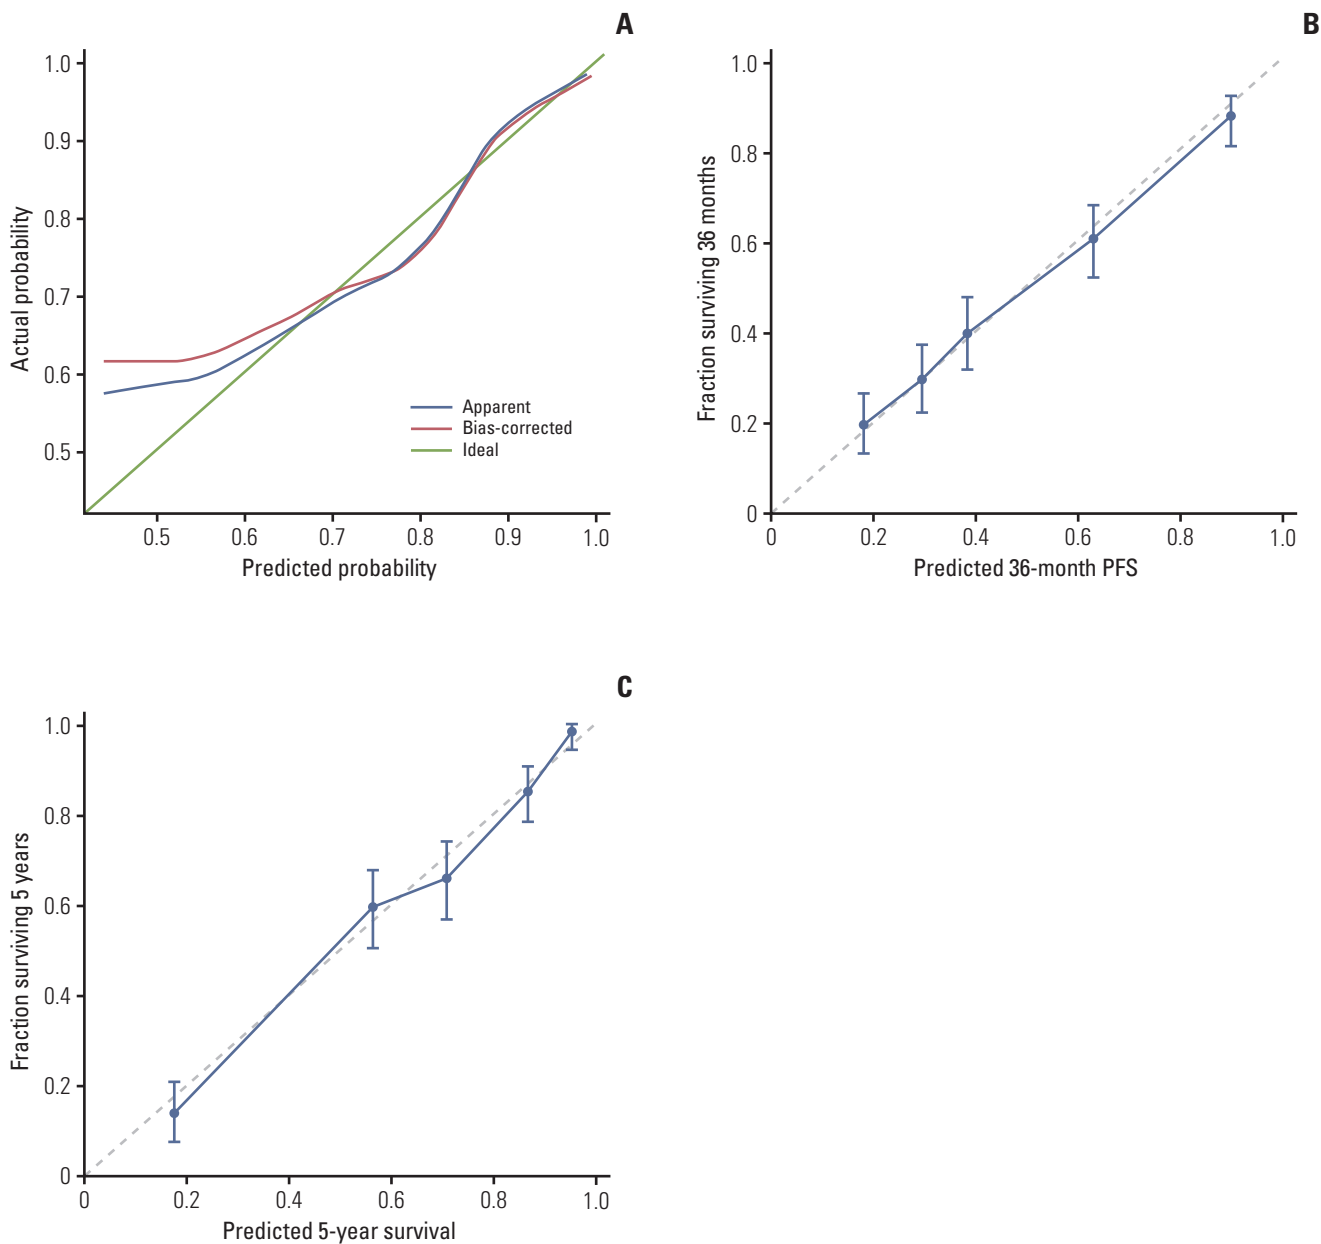 A
1.0
0.9
0.8
0.7
0.6
0.5
Actual probability
Apparent
Bias-corrected
Ideal
0.5 0.6 0.7 0.8 0.9 1.0
Predicted probability
B
1.0
0.8
0.6
0.4
0.2
0
Fraction surviving 36 months
0 0.2 0.4 0.6 0.8 1.0
Predicted 36-month PFS
C
1.0
0.8
0.6
0.4
0.2
0
Fraction surviving 5 years
0 0.2 0.4 0.6 0.8 1.0
Predicted 5-year survival